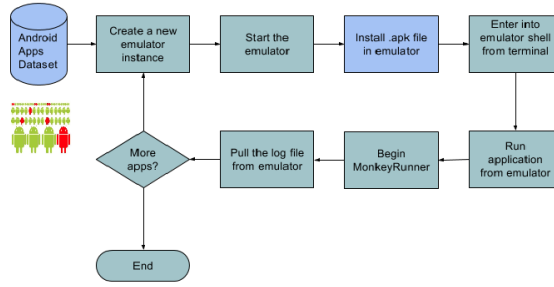 Android
Apps
Dataset
Create a new
emulator
instance
Start the
emulator
Install .apk file
in emulator
Enter into
emulator shell
from terminal
Run
application
from emulator
Begin
MonkeyRunner
Pull the log file
from emulator
More
apps?
End